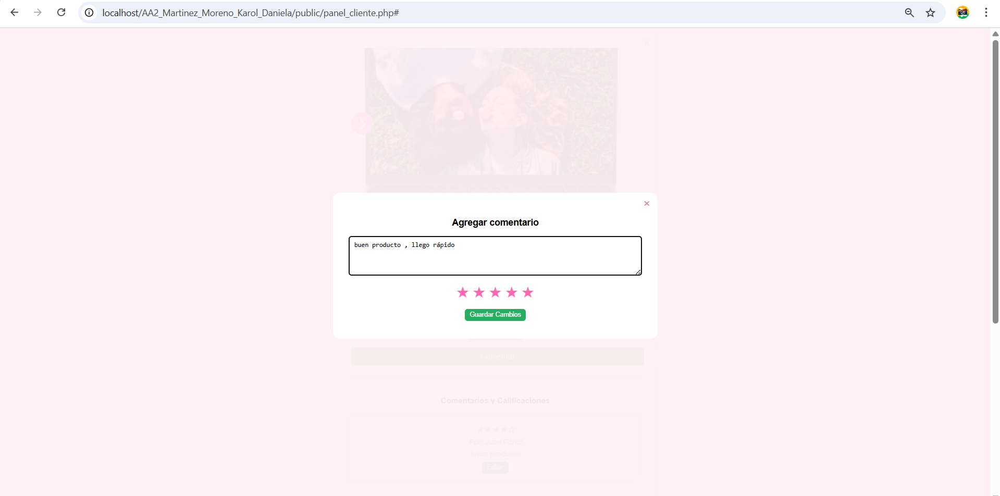 localhost/AA2_Martinez_Moreno_Karol_Daniela/public/panel_cliente.php#
×
×
Agregar comentario
buen producto , llego rápido
★ ★ ★ ★ ★
Guardar Cambios
Comentar
Comentarios y Calificaciones
★★★★☆
Por: Juan Pérez
buen producto
Editar